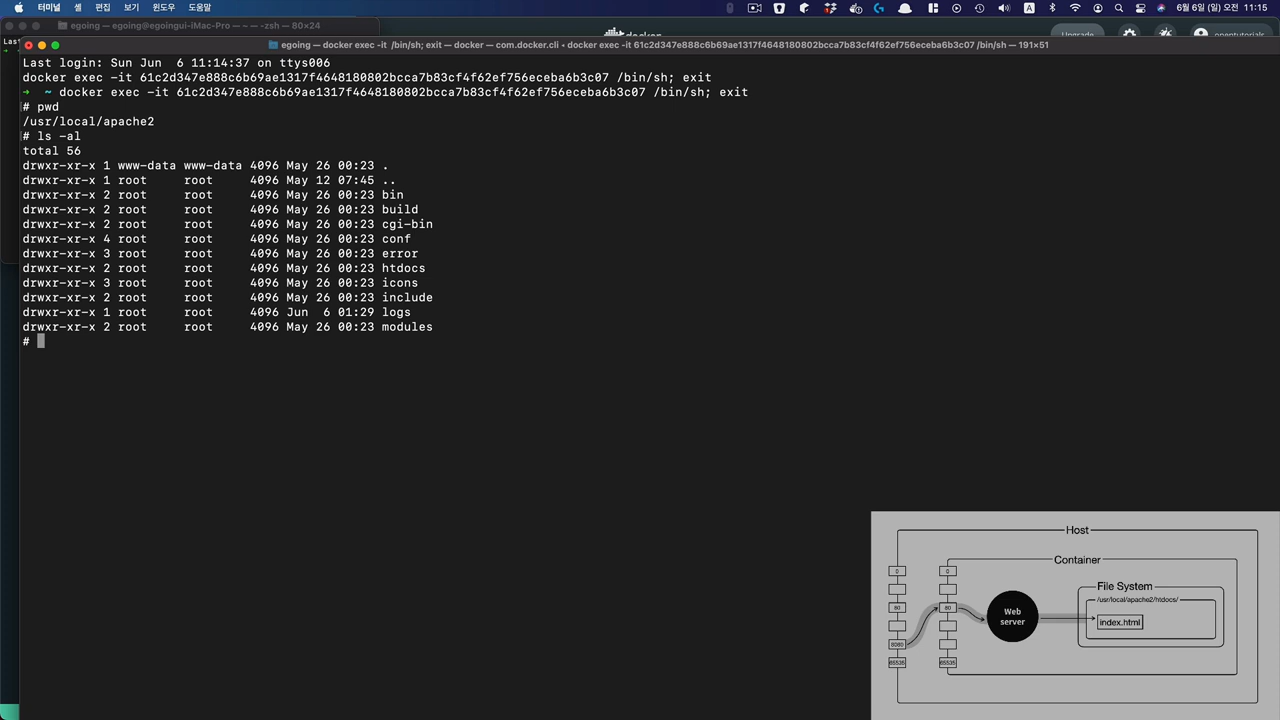 터미널 셸 편집 보기 윈도우 도움말
6월 6일 (일) 오전 11:15
egoing — egoing@egoingui-iMac-Pro — ~ — -zsh — 80×24
docker
Upgrade
opentutorials
Last
egoing — docker exec -it /bin/sh; exit — docker — com.docker.cli • docker exec -it 61c2d347e888c6b69ae1317f4648180802bcca7b83cf4f62ef756eceba6b3c07 /bin/sh — 191×51
Last login: Sun Jun  6 11:14:37 on ttys006
docker exec -it 61c2d347e888c6b69ae1317f4648180802bcca7b83cf4f62ef756eceba6b3c07 /bin/sh; exit
➜  ~ docker exec -it 61c2d347e888c6b69ae1317f4648180802bcca7b83cf4f62ef756eceba6b3c07 /bin/sh; exit
# pwd
/usr/local/apache2
# ls -al
total 56
drwxr-xr-x 1 www-data www-data 4096 May 26 00:23 .
drwxr-xr-x 1 root     root     4096 May 12 07:45 ..
drwxr-xr-x 2 root     root     4096 May 26 00:23 bin
drwxr-xr-x 2 root     root     4096 May 26 00:23 build
drwxr-xr-x 2 root     root     4096 May 26 00:23 cgi-bin
drwxr-xr-x 4 root     root     4096 May 26 00:23 conf
drwxr-xr-x 3 root     root     4096 May 26 00:23 error
drwxr-xr-x 2 root     root     4096 May 26 00:23 htdocs
drwxr-xr-x 3 root     root     4096 May 26 00:23 icons
drwxr-xr-x 2 root     root     4096 May 26 00:23 include
drwxr-xr-x 1 root     root     4096 Jun  6 01:29 logs
drwxr-xr-x 2 root     root     4096 May 26 00:23 modules
#
Host
Container
0 0
File System
/usr/local/apache2/htdocs/
80 80
Web
server
index.html
8080
65535 65535